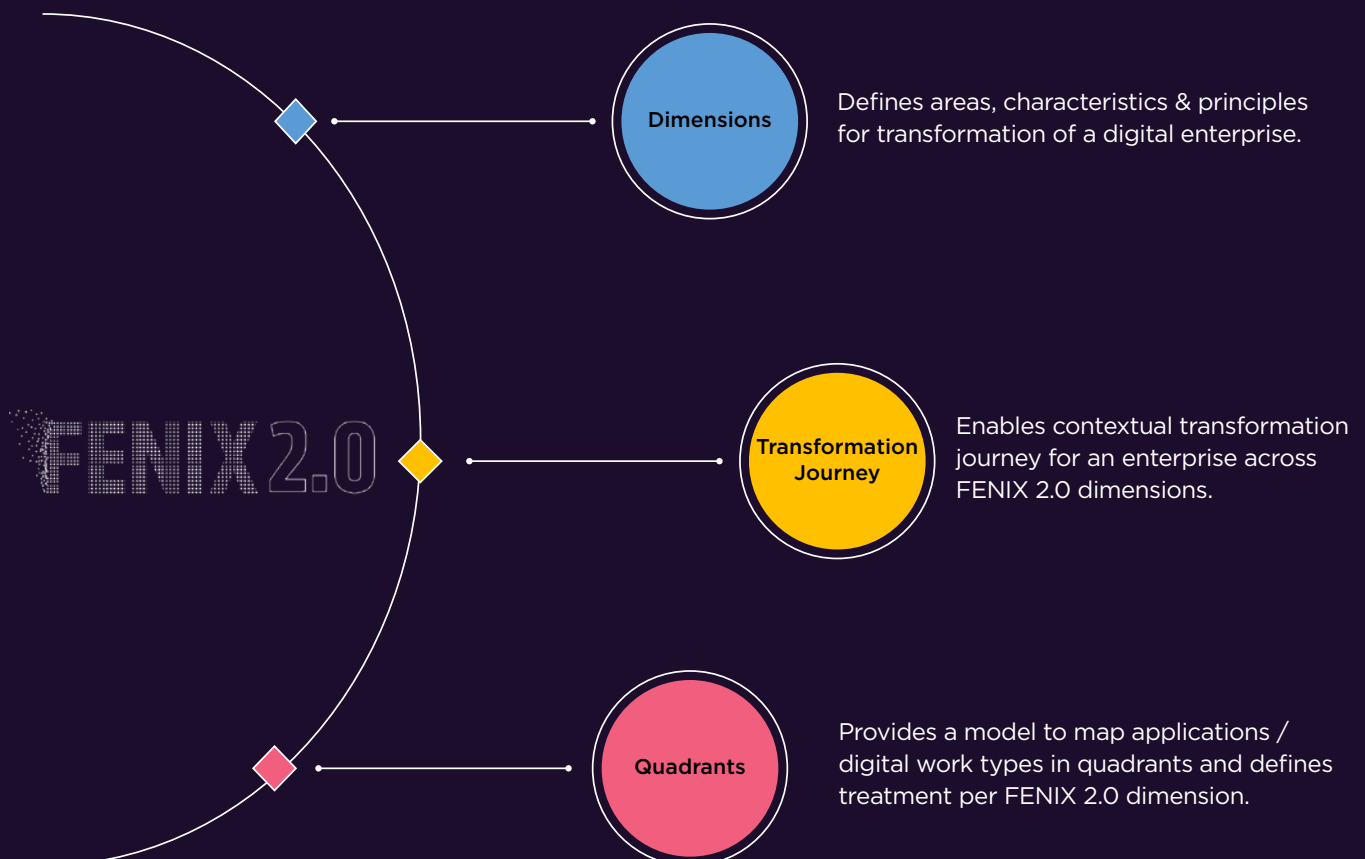 Dimensions
Defines areas, characteristics & principles
for transformation of a digital enterprise.
FENIX 2.0
Transformation
Journey
Enables contextual transformation
journey for an enterprise across
FENIX 2.0 dimensions.
Quadrants
Provides a model to map applications /
digital work types in quadrants and defines
treatment per FENIX 2.0 dimension.